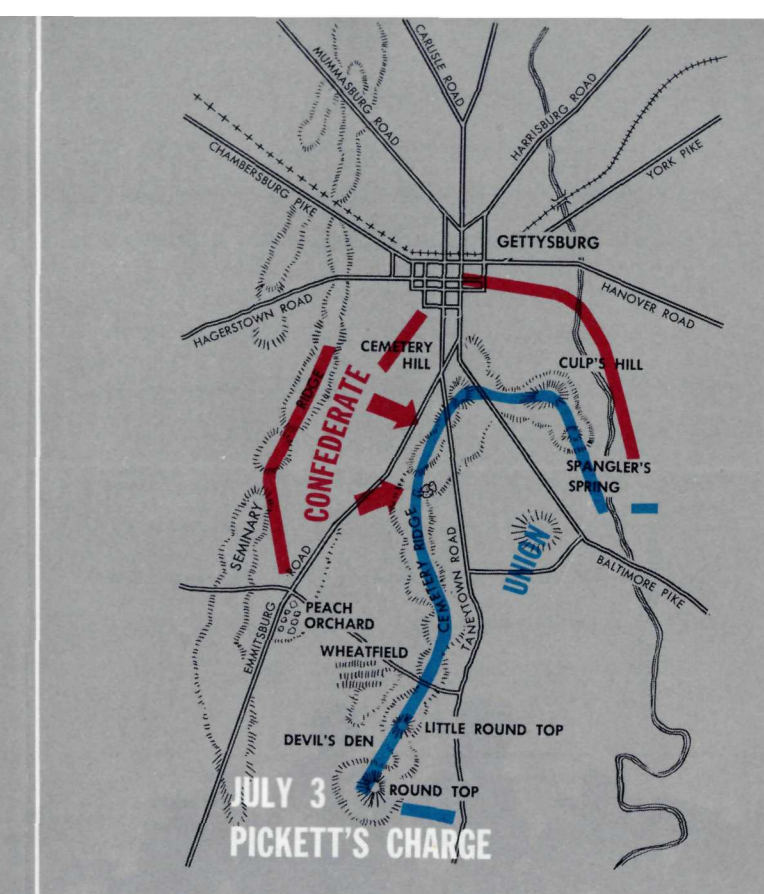 MUMMASBURG ROAD
CARLISLE ROAD
HARRISBURG ROAD
CHAMBERSBURG PIKE
YORK PIKE
GETTYSBURG
HAGERSTOWN ROAD
HANOVER ROAD
CEMETERY
HILL
CULP'S HILL
RIDGE
CONFEDERATE
SPANGLER'S
SPRING
SEMINARY
CEMETERY RIDGE
UNION
TANEYTOWN ROAD
BALTIMORE PIKE
EMMITSBURG ROAD
PEACH
ORCHARD
WHEATFIELD
LITTLE ROUND TOP
DEVIL'S DEN
ROUND TOP
JULY 3
PICKETT'S CHARGE